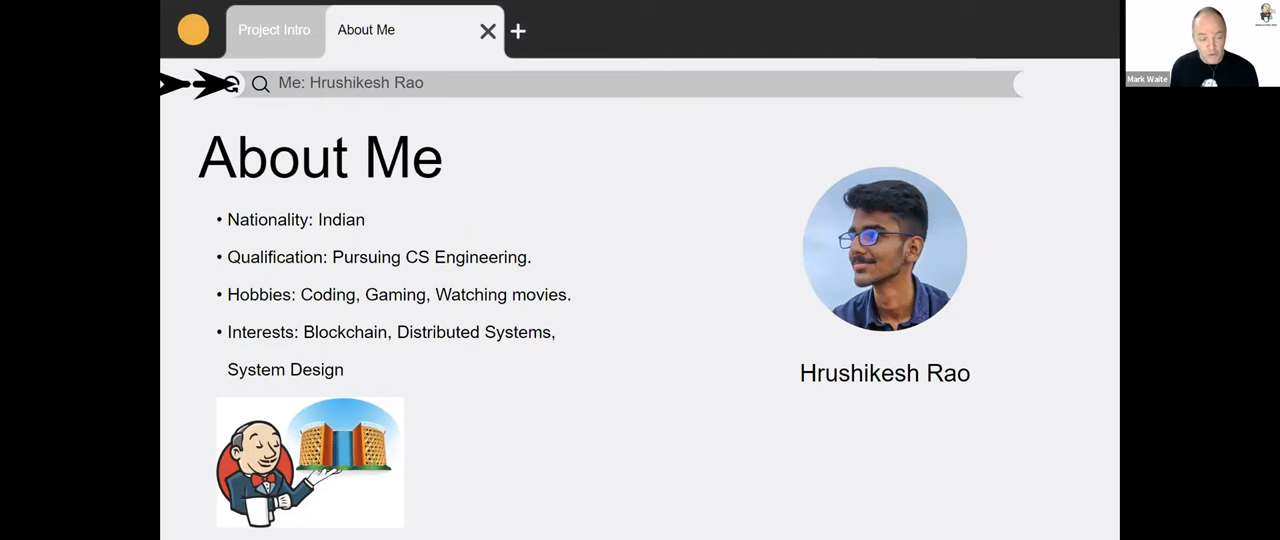 Project Intro
About Me
Me: Hrushikesh Rao
Mark Waite
About Me
• Nationality: Indian
• Qualification: Pursuing CS Engineering.
• Hobbies: Coding, Gaming, Watching movies.
• Interests: Blockchain, Distributed Systems,
System Design
Hrushikesh Rao